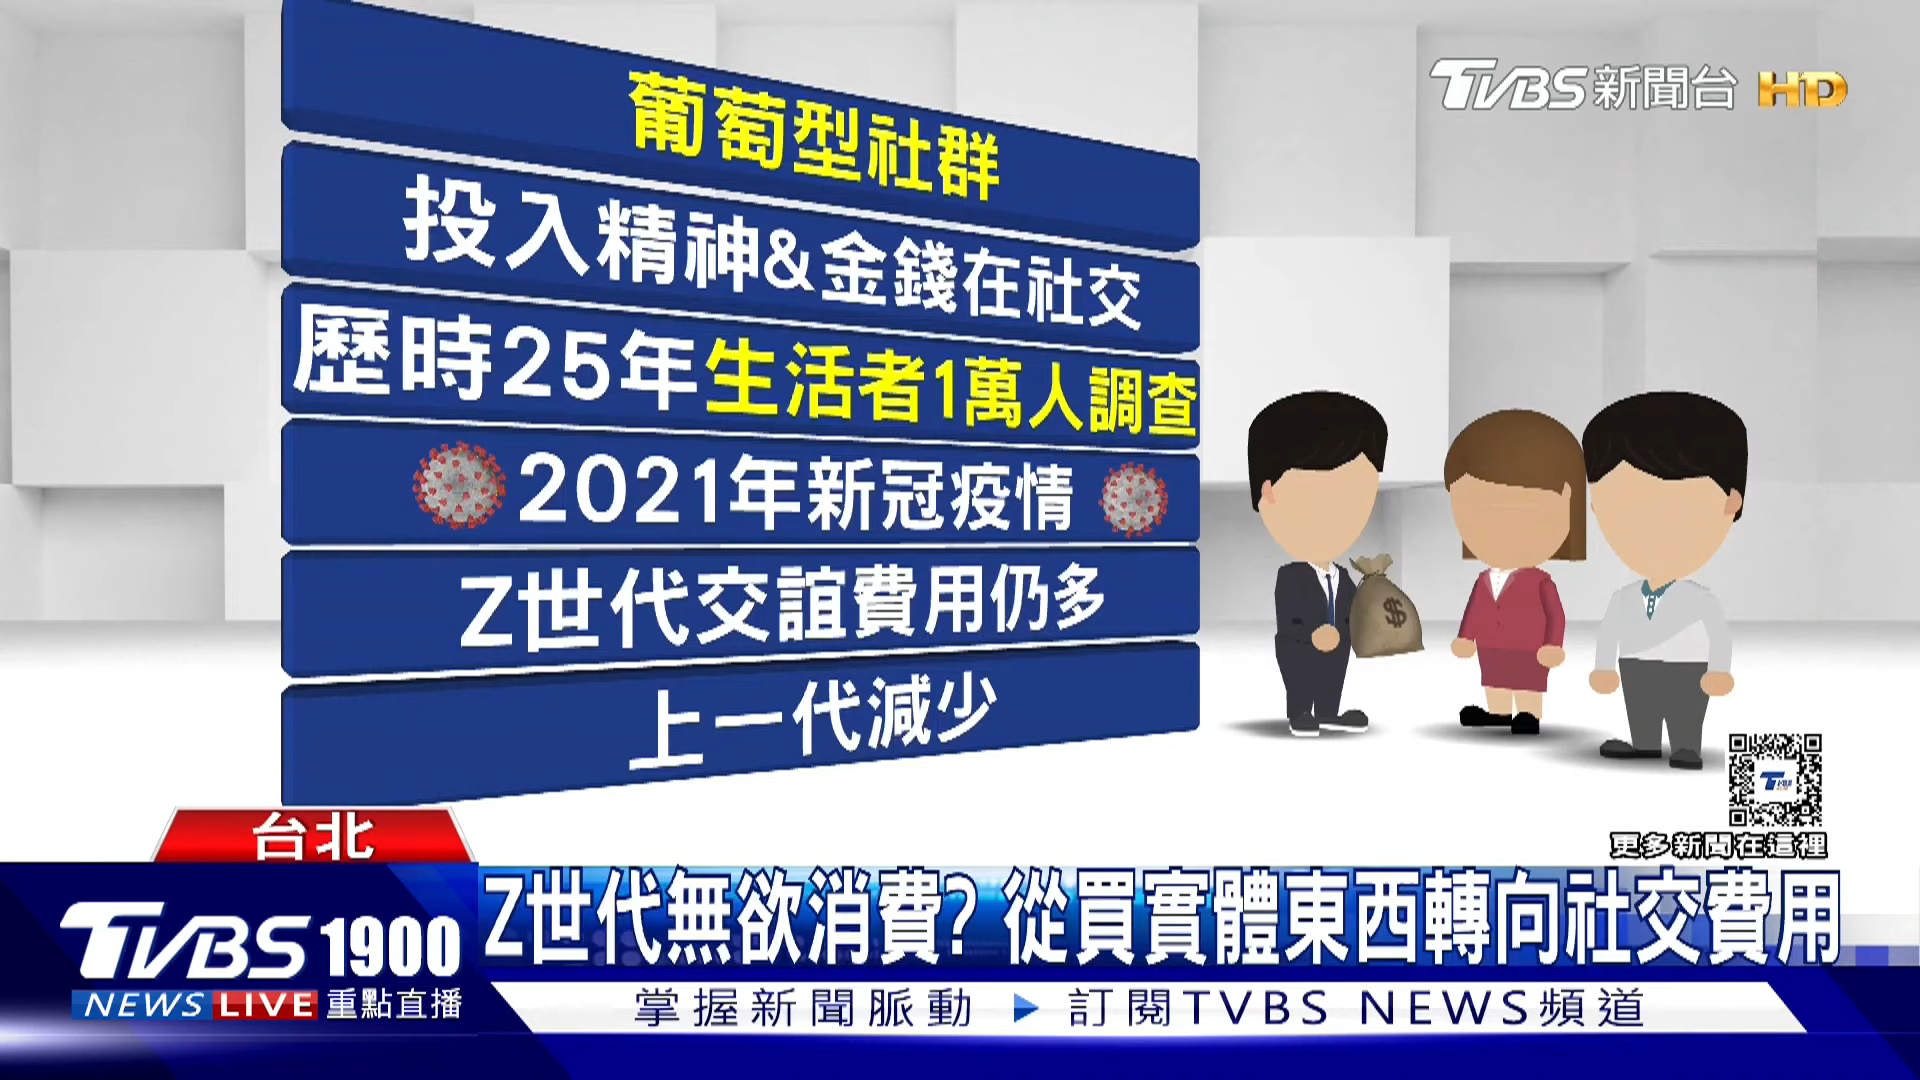 葡萄型社群
TVBS新聞台 HD
投入精神&金錢在社交
歷時25年生活者1萬人調查
2021年新冠疫情
Z世代交誼費用仍多
上一代減少
$
更多新聞在這裡
台北
Z世代無欲消費? 從買實體東西轉向社交費用
TVBS 1900
NEWS LIVE 重點直播
掌握新聞脈動 ▶ 訂閱TVBS NEWS頻道